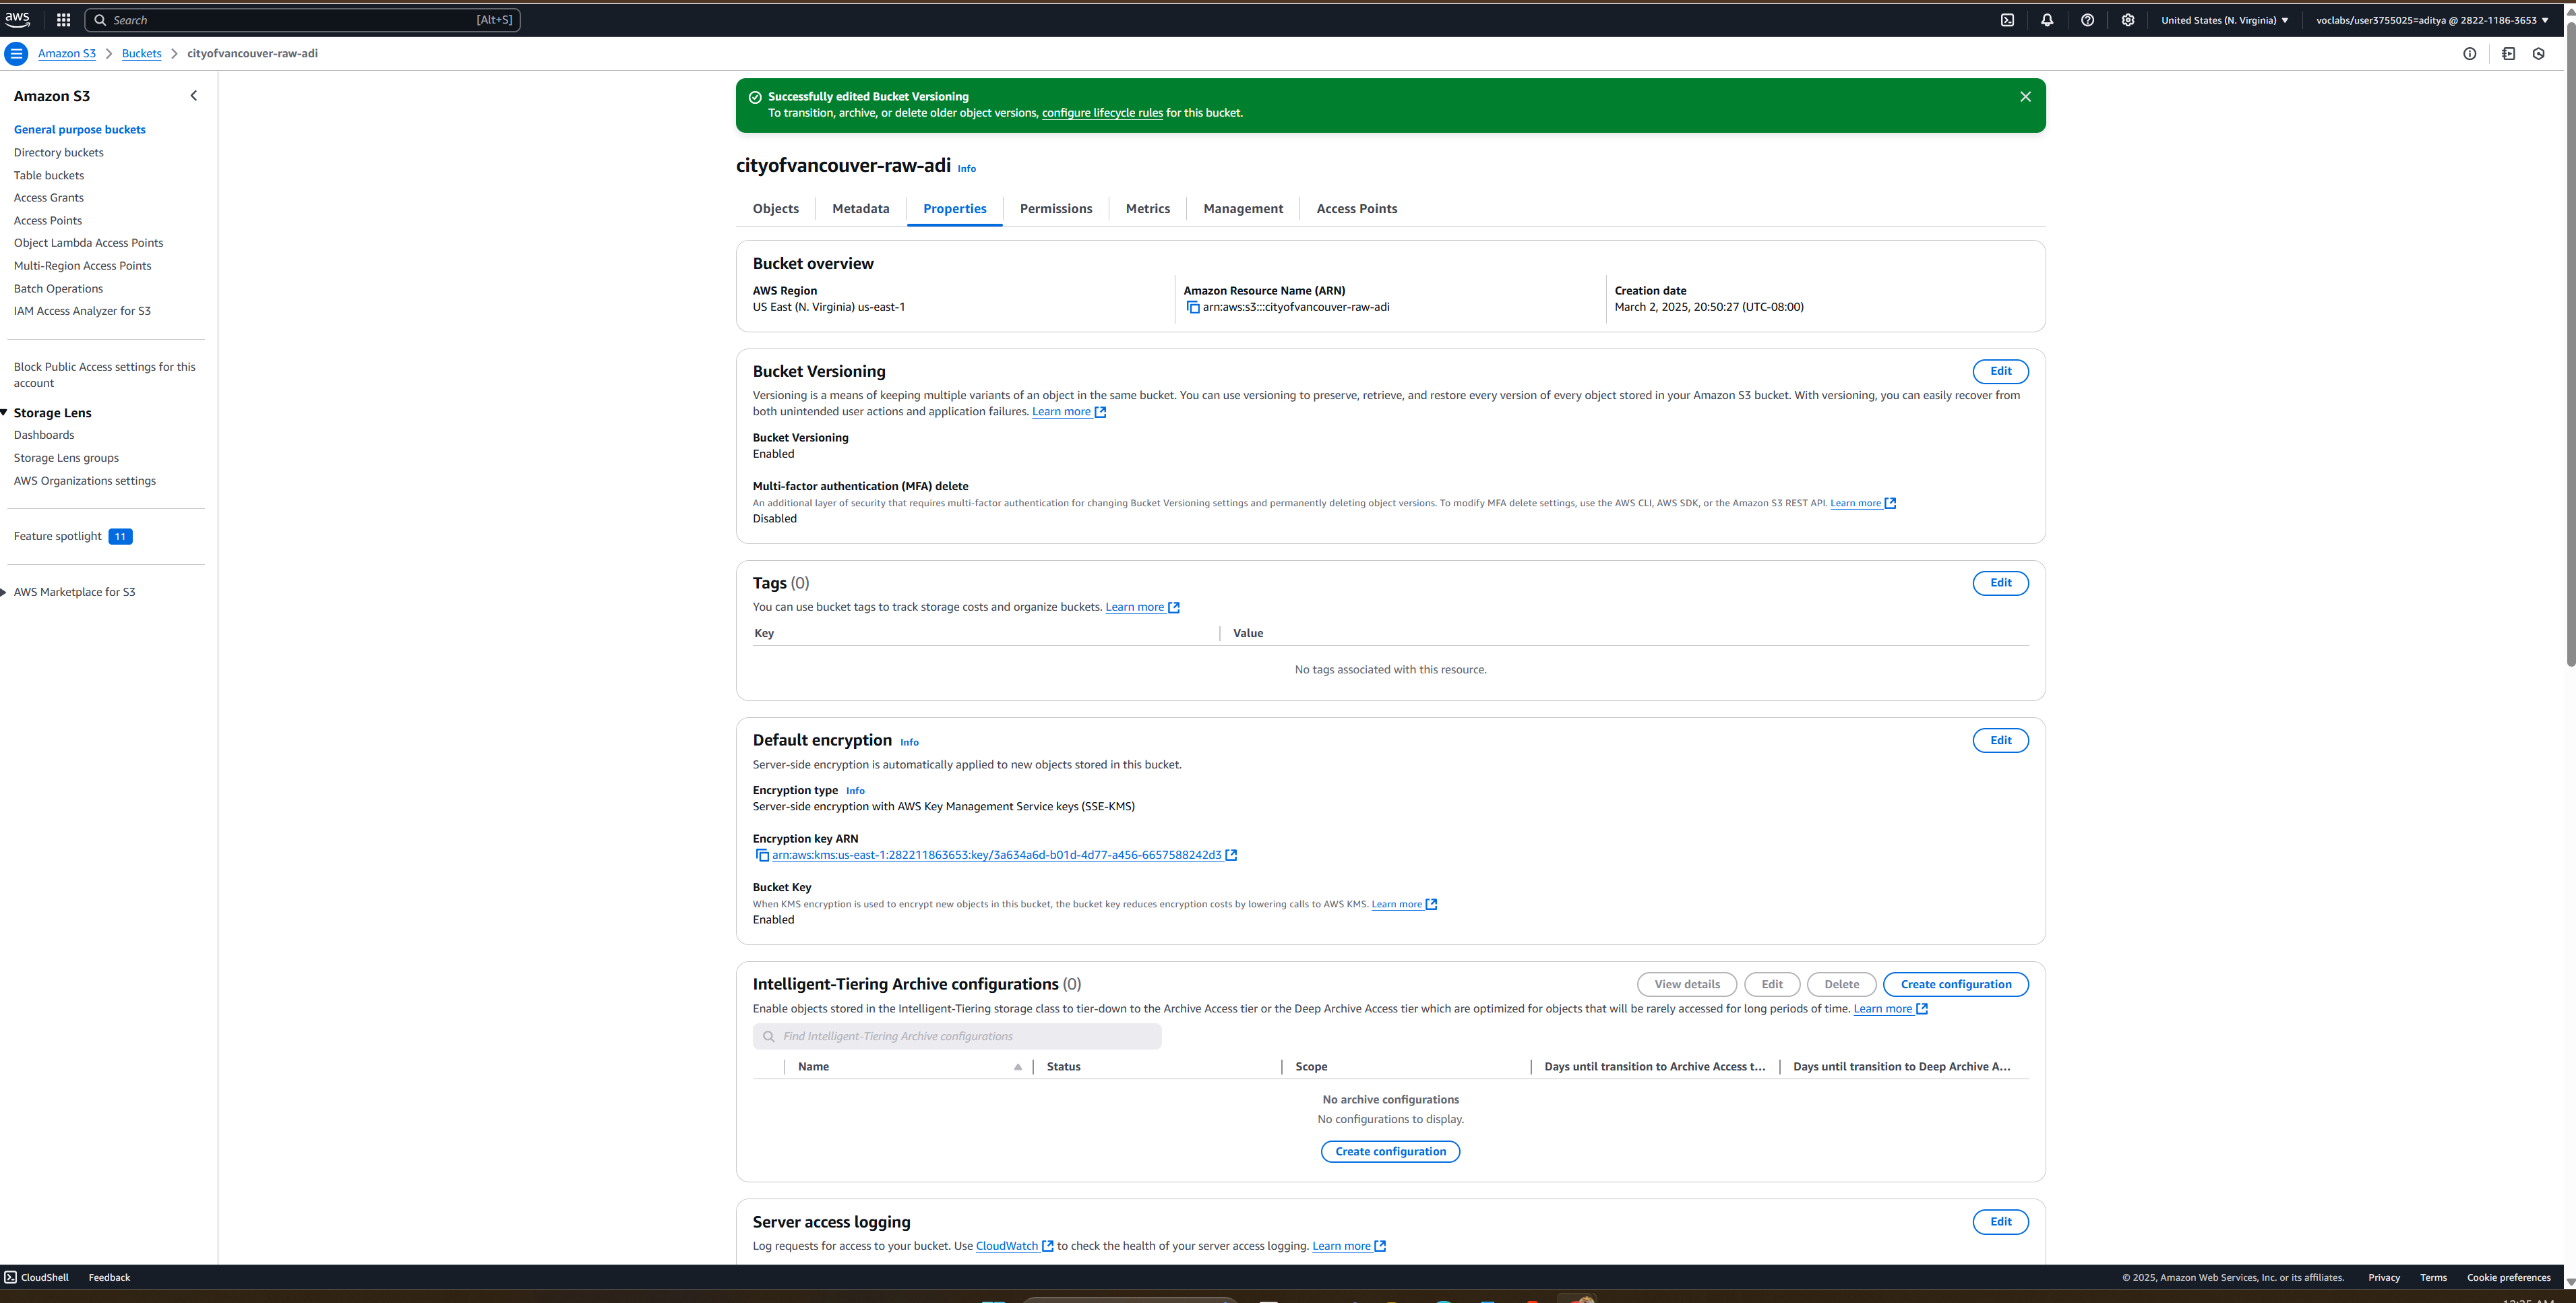 aws
Search
[Alt+S]
United States (N. Virginia)
voclabs/user3755025=aditya @ 2822-1186-3653
Amazon S3
Buckets
cityofvancouver-raw-adi
Amazon S3
General purpose buckets
Directory buckets
Table buckets
Access Grants
Access Points
Object Lambda Access Points
Multi-Region Access Points
Batch Operations
IAM Access Analyzer for S3
Block Public Access settings for this
account
Storage Lens
Dashboards
Storage Lens groups
AWS Organizations settings
Feature spotlight 11
AWS Marketplace for S3
Successfully edited Bucket Versioning
To transition, archive, or delete older object versions, configure lifecycle rules for this bucket.
cityofvancouver-raw-adi Info
Objects
Metadata
Properties
Permissions
Metrics
Management
Access Points
Bucket overview
AWS Region
US East (N. Virginia) us-east-1
Amazon Resource Name (ARN)
arn:aws:s3:::cityofvancouver-raw-adi
Creation date
March 2, 2025, 20:50:27 (UTC-08:00)
Bucket Versioning
Edit
Versioning is a means of keeping multiple variants of an object in the same bucket. You can use versioning to preserve, retrieve, and restore every version of every object stored in your Amazon S3 bucket. With versioning, you can easily recover from
both unintended user actions and application failures. Learn more
Bucket Versioning
Enabled
Multi-factor authentication (MFA) delete
An additional layer of security that requires multi-factor authentication for changing Bucket Versioning settings and permanently deleting object versions. To modify MFA delete settings, use the AWS CLI, AWS SDK, or the Amazon S3 REST API. Learn more
Disabled
Tags (0)
Edit
You can use bucket tags to track storage costs and organize buckets. Learn more
Key
Value
No tags associated with this resource.
Default encryption Info
Edit
Server-side encryption is automatically applied to new objects stored in this bucket.
Encryption type Info
Server-side encryption with AWS Key Management Service keys (SSE-KMS)
Encryption key ARN
arn:aws:kms:us-east-1:282211863653:key/3a634a6d-b01d-4d77-a456-6657588242d3
Bucket Key
When KMS encryption is used to encrypt new objects in this bucket, the bucket key reduces encryption costs by lowering calls to AWS KMS. Learn more
Enabled
Intelligent-Tiering Archive configurations (0)
View details
Edit
Delete
Create configuration
Enable objects stored in the Intelligent-Tiering storage class to tier-down to the Archive Access tier or the Deep Archive Access tier which are optimized for objects that will be rarely accessed for long periods of time. Learn more
Find Intelligent-Tiering Archive configurations
Name
Status
Scope
Days until transition to Archive Access t...
Days until transition to Deep Archive A...
No archive configurations
No configurations to display.
Create configuration
Server access logging
Edit
Log requests for access to your bucket. Use CloudWatch to check the health of your server access logging. Learn more
CloudShell
Feedback
© 2025, Amazon Web Services, Inc. or its affiliates.
Privacy
Terms
Cookie preferences